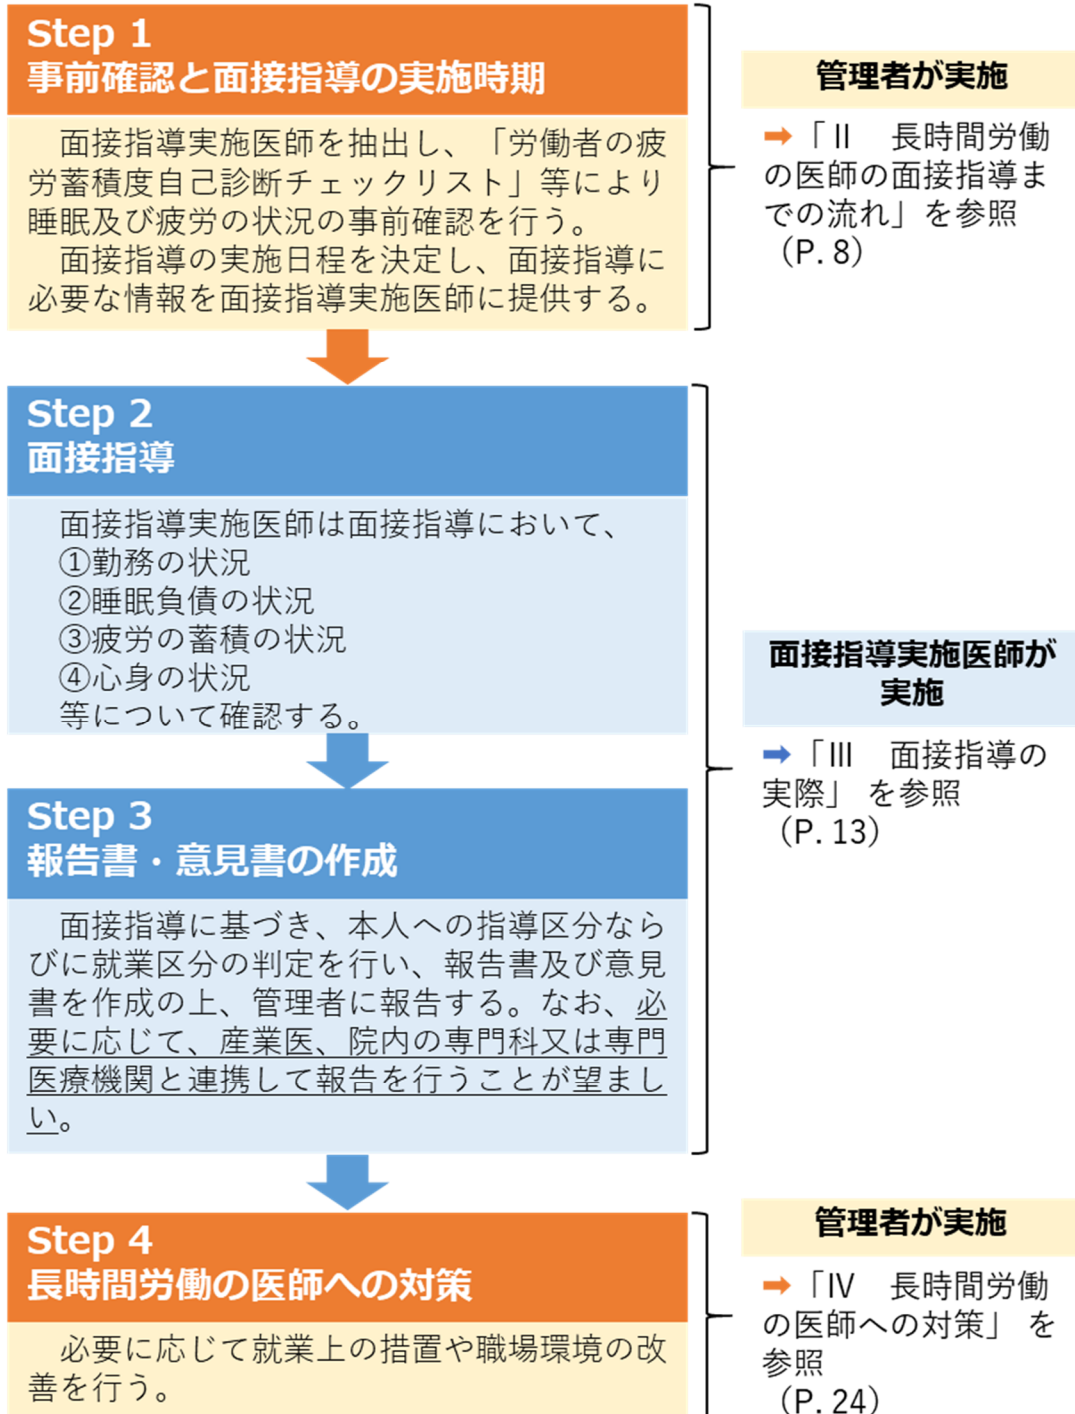 Step 1
事前確認と面接指導の実施時期
面接指導実施医師を抽出し、「労働者の疲
労蓄積度自己診断チェックリスト」等により
睡眠及び疲労の状況の事前確認を行う。
面接指導の実施日程を決定し、面接指導に
必要な情報を面接指導実施医師に提供する。
管理者が実施
➡「Ⅱ　長時間労働
の医師の面接指導ま
での流れ」を参照
（P. 8）
Step 2
面接指導
面接指導実施医師は面接指導において、
①勤務の状況
②睡眠負債の状況
③疲労の蓄積の状況
④心身の状況
等について確認する。
Step 3
報告書・意見書の作成
面接指導に基づき、本人への指導区分なら
びに就業区分の判定を行い、報告書及び意見
書を作成の上、管理者に報告する。なお、必
要に応じて、産業医、院内の専門科又は専門
医療機関と連携して報告を行うことが望まし
い。
面接指導実施医師が
実施
➡「Ⅲ　面接指導の
実際」 を参照
（P. 13）
Step 4
長時間労働の医師への対策
必要に応じて就業上の措置や職場環境の改
善を行う。
管理者が実施
➡「Ⅳ　長時間労働
の医師への対策」 を
参照
（P. 24）